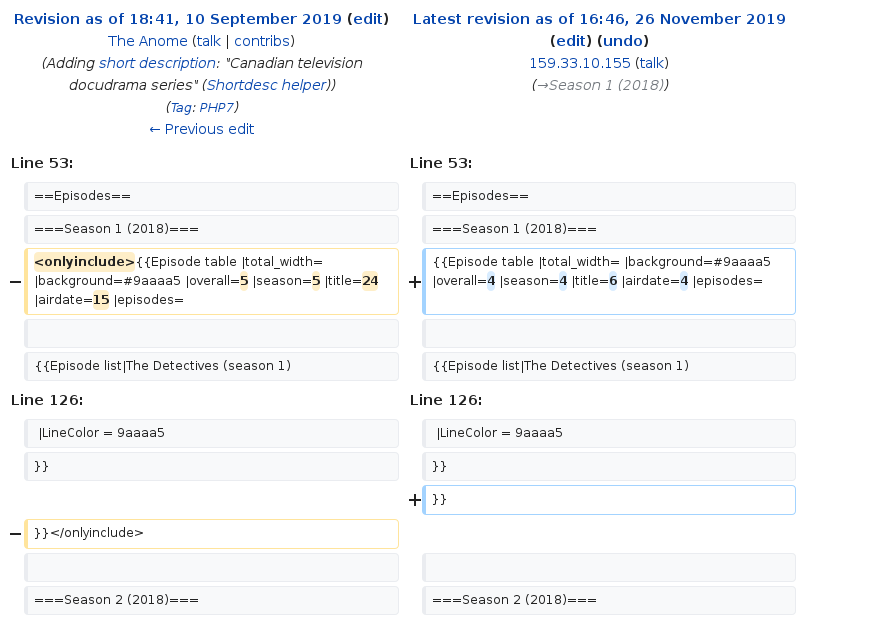 Revision as of 18:41, 10 September 2019 (edit)
The Anome (talk | contribs)
(Adding short description: "Canadian television
docudrama series" (Shortdesc helper))
(Tag: PHP7)
← Previous edit
Latest revision as of 16:46, 26 November 2019
(edit) (undo)
159.33.10.155 (talk)
(→Season 1 (2018))
Line 53:
Line 53:
==Episodes==
==Episodes==
===Season 1 (2018)===
===Season 1 (2018)===
− <onlyinclude>{{Episode table |total_width=
|background=#9aaaa5 |overall=5 |season=5 |title=24
|airdate=15 |episodes=
+ {{Episode table |total_width= |background=#9aaaa5
|overall=4 |season=4 |title=6 |airdate=4 |episodes=
{{Episode list|The Detectives (season 1)
{{Episode list|The Detectives (season 1)
Line 126:
Line 126:
|LineColor = 9aaaa5
|LineColor = 9aaaa5
}}
}}
+ }}
− }}</onlyinclude>
===Season 2 (2018)===
===Season 2 (2018)===